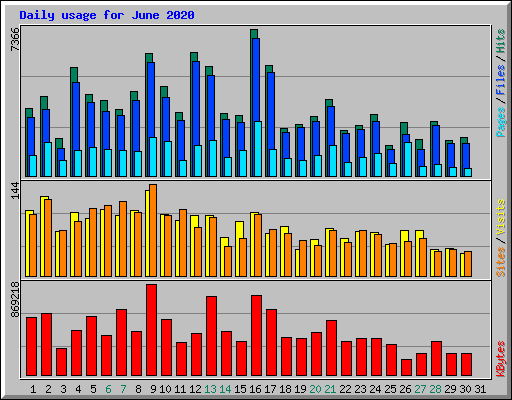 Daily usage for June 2020
7366
Pages / Files / Hits
144
Sites / Visits
869218
KBytes
1 2 3 4 5 6 7 8 9 10 11 12 13 14 15 16 17 18 19 20 21 22 23 24 25 26 27 28 29 30 31